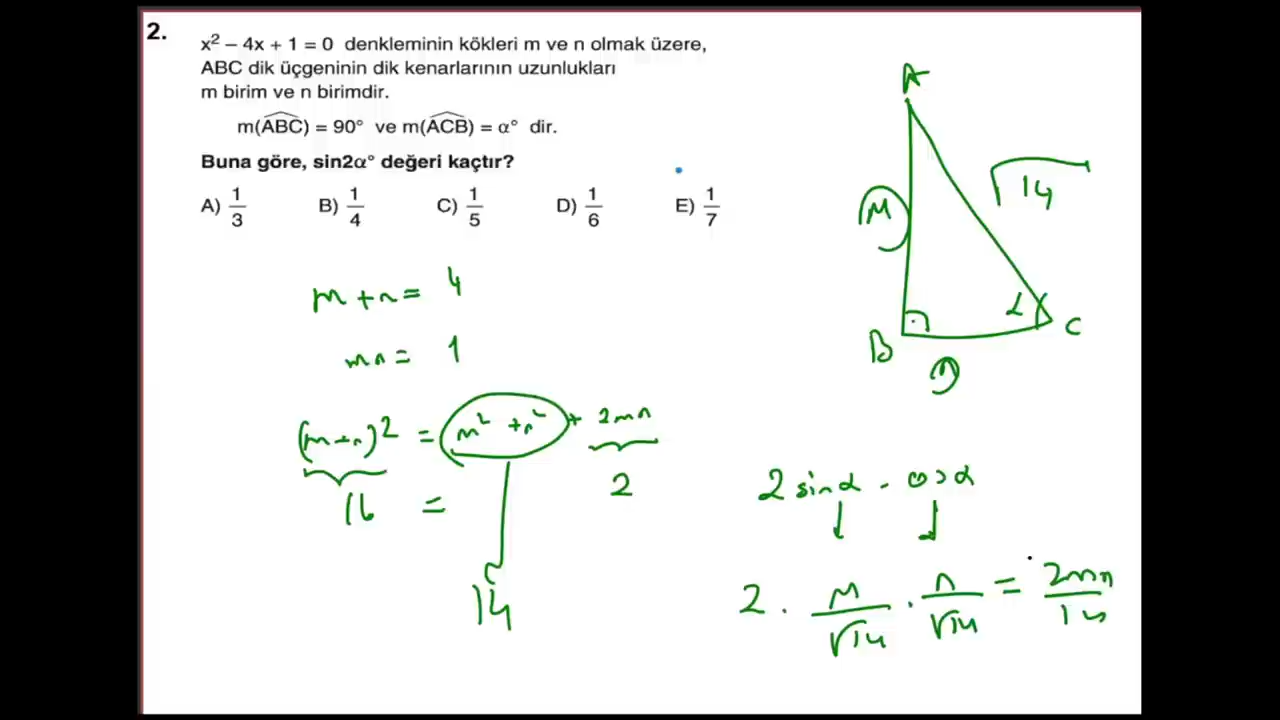 2.
x² – 4x + 1 = 0 denkleminin kökleri m ve n olmak üzere,
ABC dik üçgeninin dik kenarlarının uzunlukları
m birim ve n birimdir.
m(ABC) = 90° ve m(ACB) = α° dir.
Buna göre, sin2α° değeri kaçtır?
A) 1/3 B) 1/4 C) 1/5 D) 1/6 E) 1/7
A
M
√14
α
B
C
n
m + n = 4
mn = 1
(m+n)² = m² + n² + 2mn
16 = 2
14
2 sinα . cosα
2 . M/√14 . n/√14 = 2mn/14